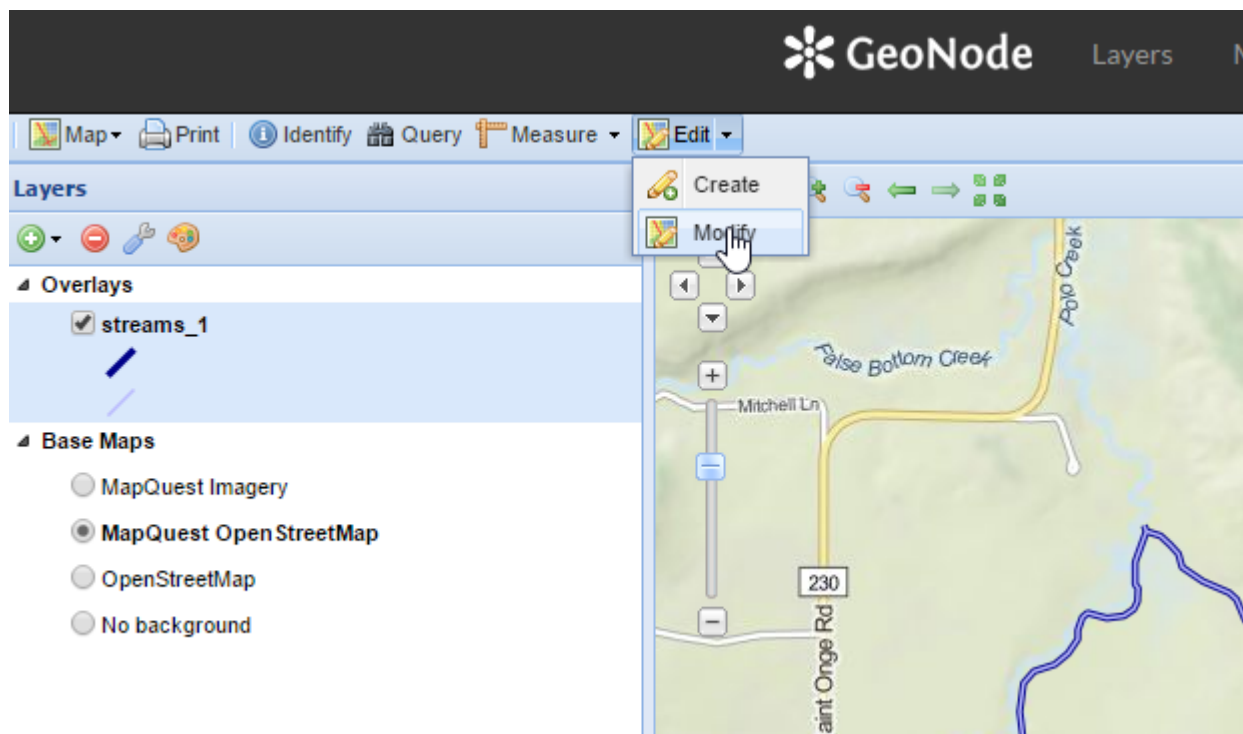 GeoNode Layers
Map Print Identify Query Measure Edit
Layers
Create
Modify
Overlays
streams_1
Base Maps
MapQuest Imagery
MapQuest OpenStreetMap
OpenStreetMap
No background
Polo Creek
False Bottom Creek
Mitchell Ln
230
aint Onge Rd